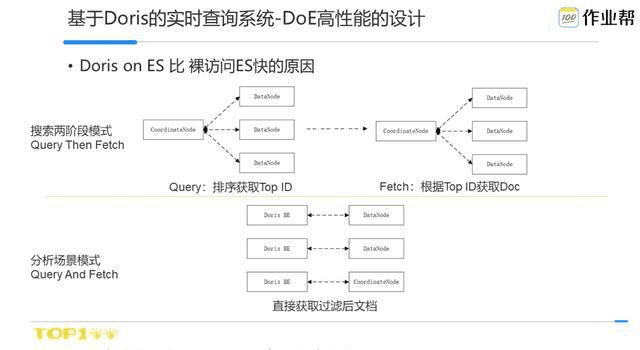 基于Doris的实时查询系统-DoE高性能的设计
100 作业帮
• Doris on ES 比 裸访问ES快的原因
搜索两阶段模式
Query Then Fetch
CoordinateNode
DataNode
DataNode
DataNode
CoordinateNode
DataNode
DataNode
DataNode
Query：排序获取Top ID
Fetch：根据Top ID获取Doc
分析场景模式
Query And Fetch
Doris BE
DataNode
Doris BE
DataNode
Doris BE
CoordinateNode
直接获取过滤后文档
TOP100